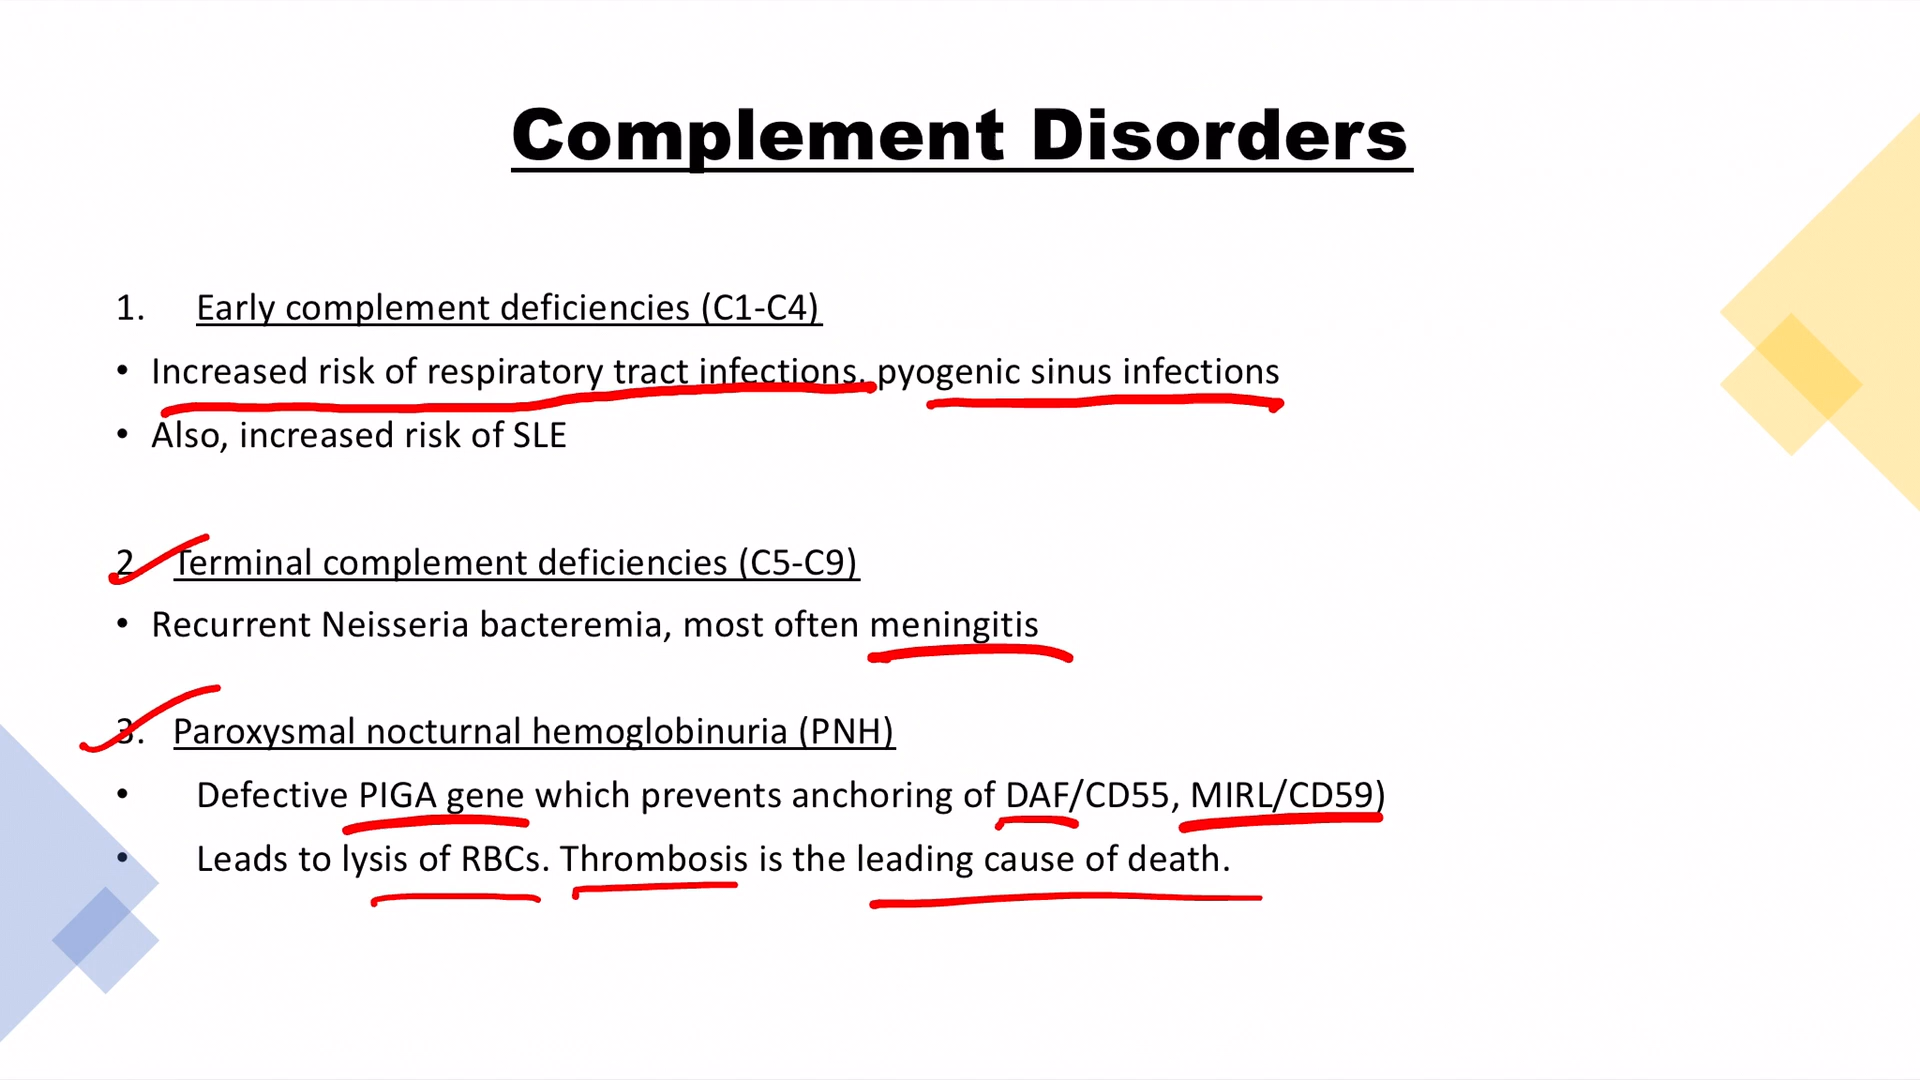 Complement Disorders
1. Early complement deficiencies (C1-C4)
• Increased risk of respiratory tract infections, pyogenic sinus infections
• Also, increased risk of SLE
2. Terminal complement deficiencies (C5-C9)
• Recurrent Neisseria bacteremia, most often meningitis
3. Paroxysmal nocturnal hemoglobinuria (PNH)
• Defective PIGA gene which prevents anchoring of DAF/CD55, MIRL/CD59)
• Leads to lysis of RBCs. Thrombosis is the leading cause of death.